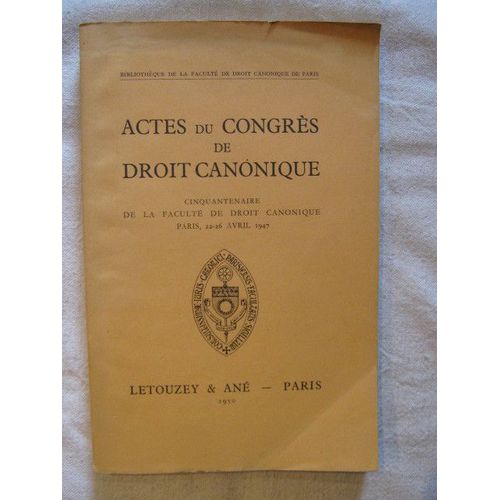 BIBLIOTHÈQUE DE LA FACULTÉ DE DROIT CANONIQUE DE PARIS
ACTES DU CONGRÈS
DE
DROIT CANONIQUE
CINQUANTENAIRE
DE LA FACULTÉ DE DROIT CANONIQUE
PARIS, 22-26 AVRIL 1947
LETOUZEY & ANÉ — PARIS
1950